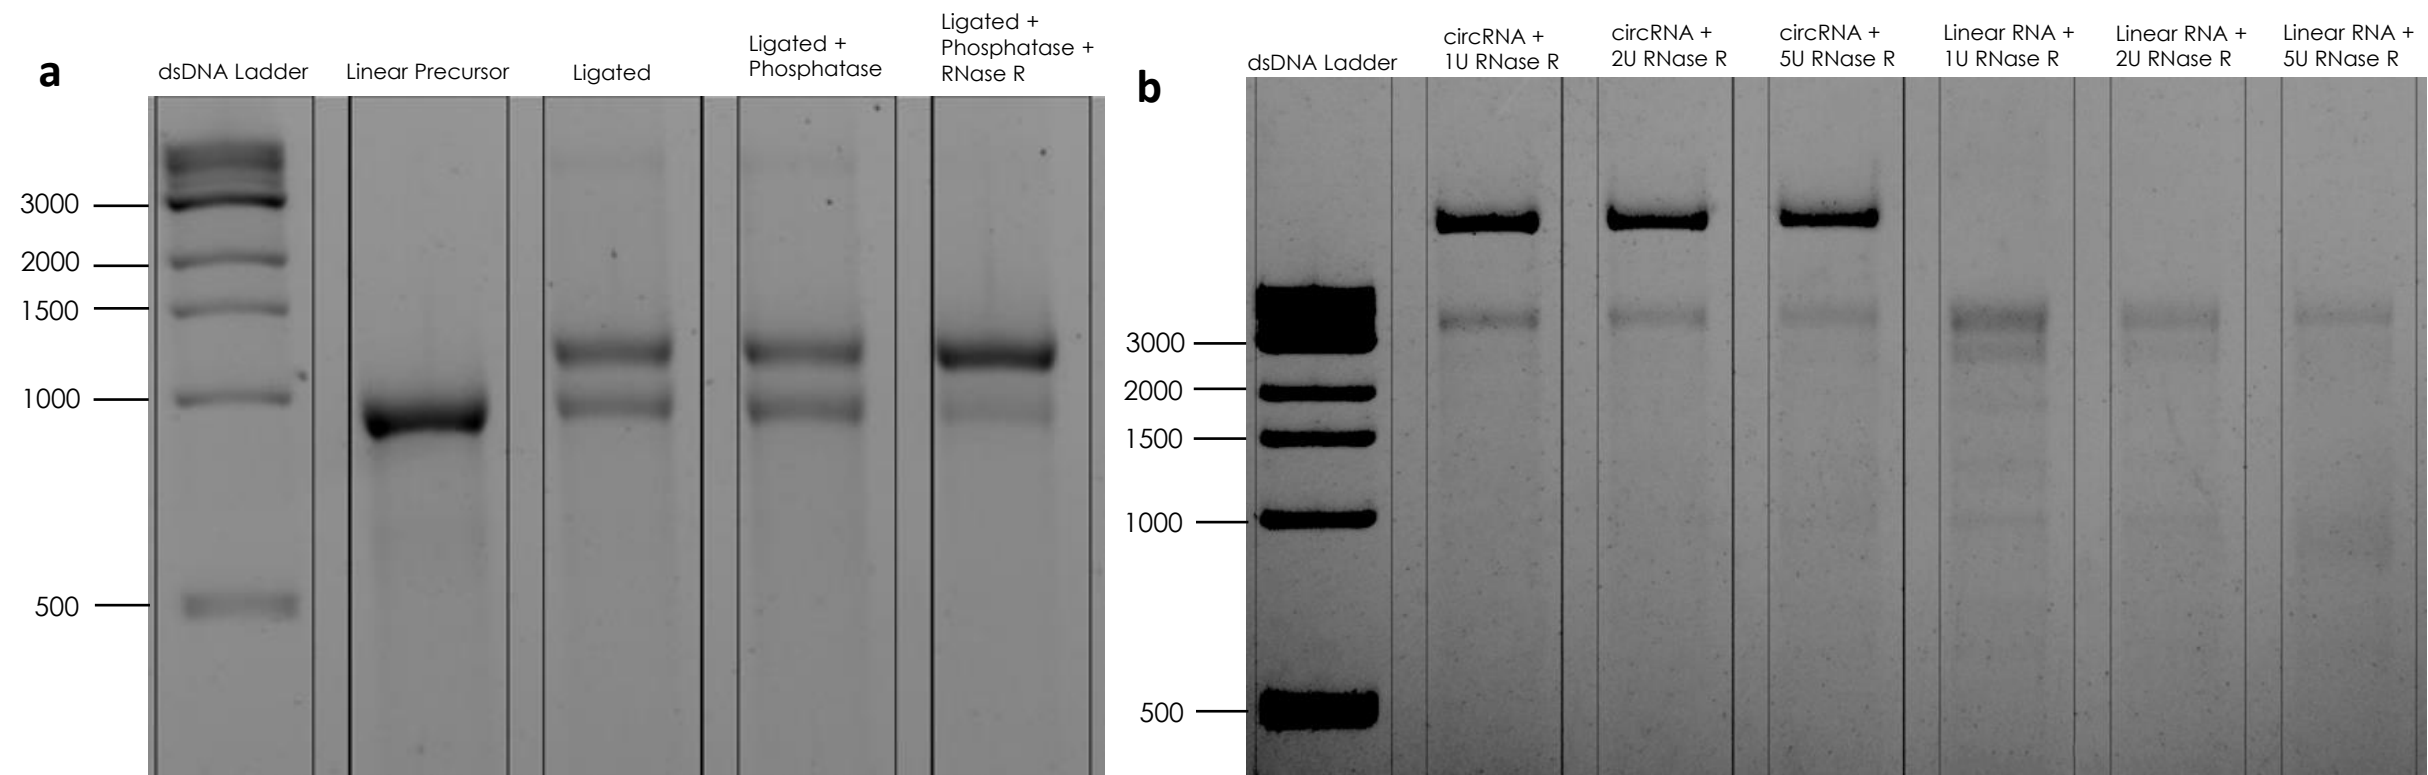 a
dsDNA Ladder
Linear Precursor
Ligated
Ligated +
Phosphatase
Ligated +
Phosphatase +
RNase R
3000
2000
1500
1000
500
b
dsDNA Ladder
circRNA +
1U RNase R
circRNA +
2U RNase R
circRNA +
5U RNase R
Linear RNA +
1U RNase R
Linear RNA +
2U RNase R
Linear RNA +
5U RNase R
3000
2000
1500
1000
500